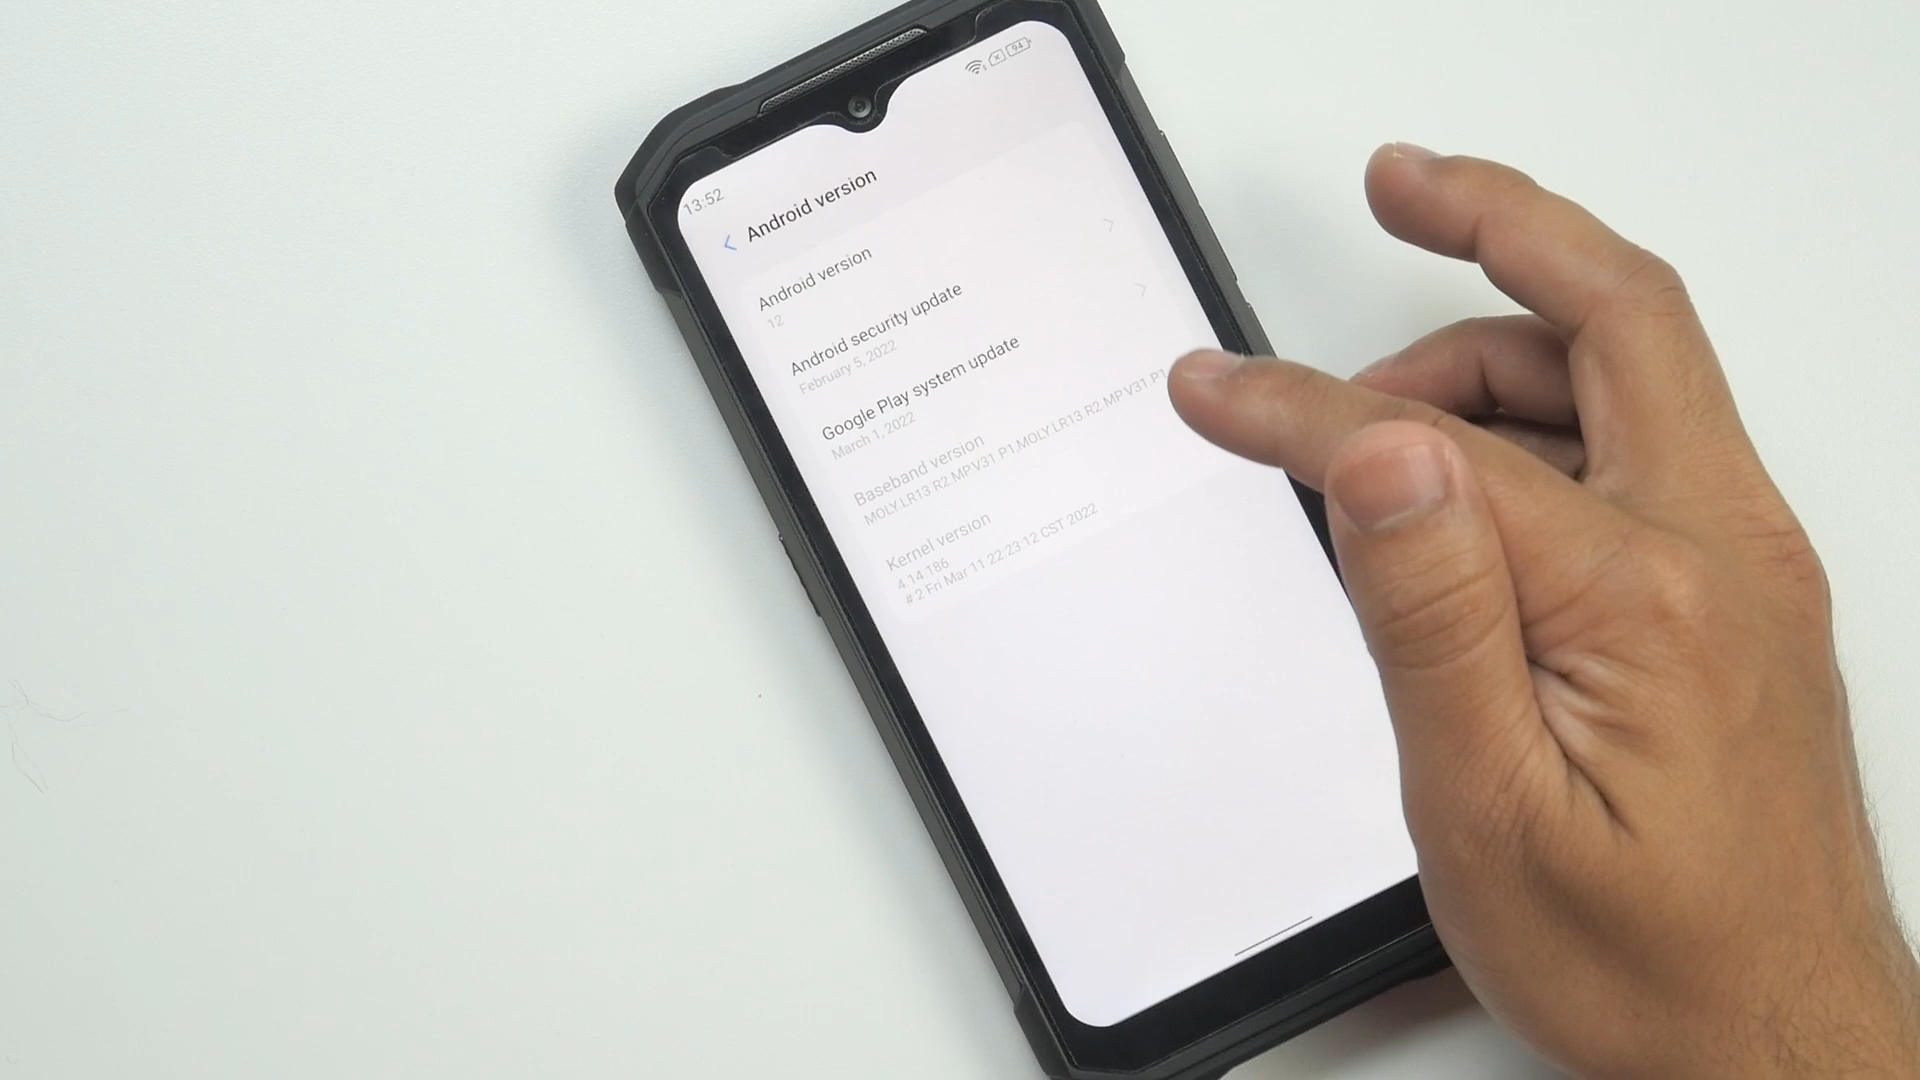 13:52
94
Android version
Android version
12
Android security update
February 5, 2022
Google Play system update
March 1, 2022
Baseband version
MOLY.LR13.R2.MP.V31.P1,MOLY.LR13.R2.MP.V31.P1
Kernel version
4.14.186
# 2 Fri Mar 11 22:23:12 CST 2022